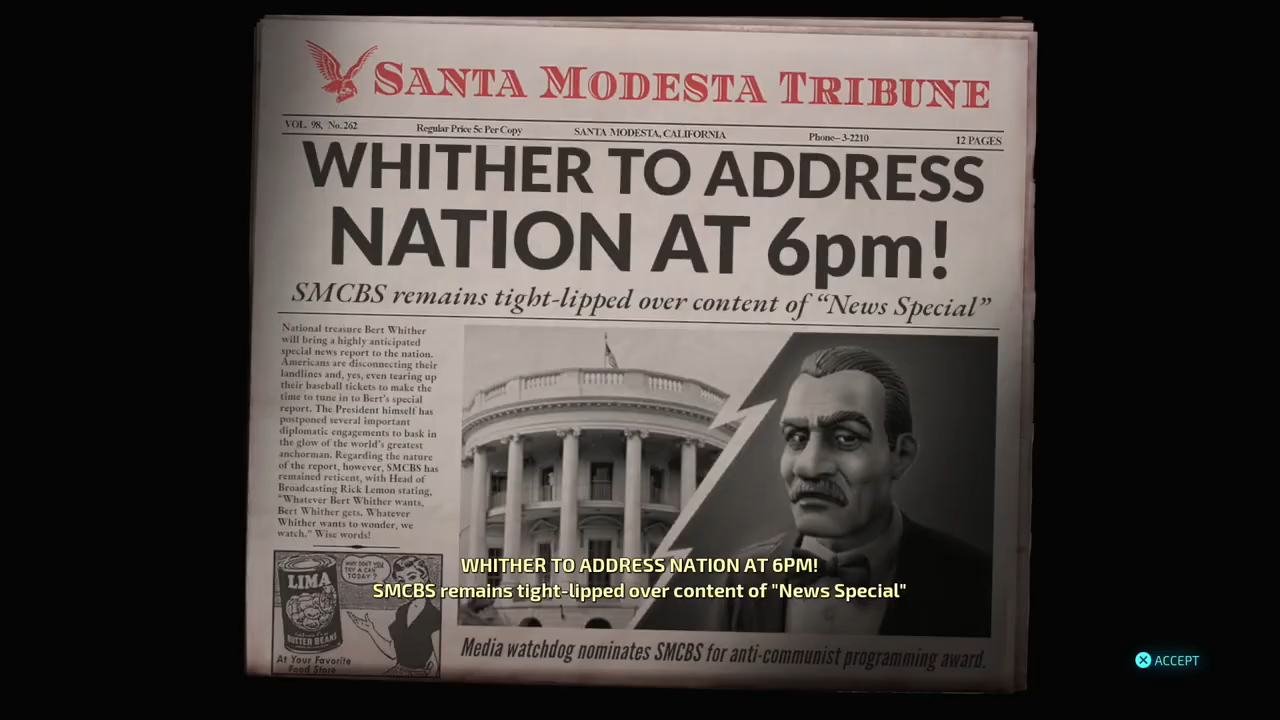 SANTA MODESTA TRIBUNE
VOL. 98, No.262
Regular Price 5c Per Copy
SANTA MODESTA, CALIFORNIA
Phone-3-2210
12 PAGES
WHITHER TO ADDRESS
NATION AT 6pm!
SMCBS remains tight-lipped over content of “News Special”
National treasure Bert Whither
will bring a highly anticipated
special news report to the nation.
Americans are disconnecting their
landlines and, yes, even tearing up
their baseball tickets to make the
time to tune in to Bert's special
report. The President himself has
postponed several important
diplomatic engagements to bask in
the glow of the world's greatest
anchorman. Regarding the nature
of the report, however, SMCBS has
remained reticent, with Head of
Broadcasting Rick Lemon stating,
“Whatever Bert Whither wants,
Bert Whither gets. Whatever
Whither wants to wonder, we
watch.” Wise words!
LIMA
BUTTER BEANS
WHY DON'T YOU
TRY A CAN
TODAY?
At Your Favorite
Food Store
WHITHER TO ADDRESS NATION AT 6PM!
SMCBS remains tight-lipped over content of "News Special"
Media watchdog nominates SMCBS for anti-communist programming award.
ACCEPT